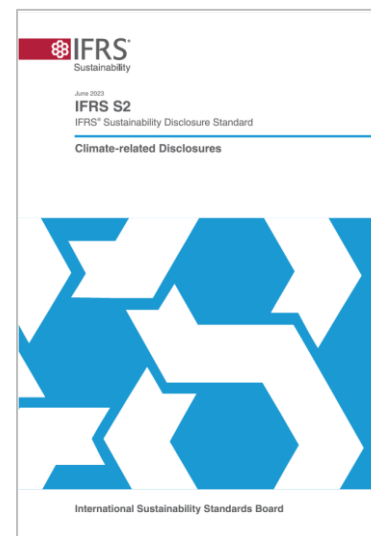 IFRS®
Sustainability
June 2023
IFRS S2
IFRS® Sustainability Disclosure Standard
Climate-related Disclosures
International Sustainability Standards Board